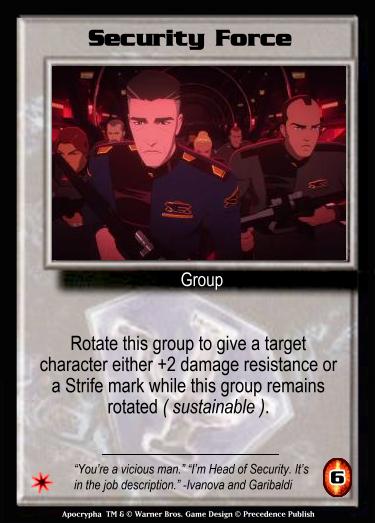 Security Force
Group
Rotate this group to give a target
character either +2 damage resistance or
a Strife mark while this group remains
rotated ( sustainable ).
“You’re a vicious man.” “I’m Head of Security. It’s
in the job description.” -Ivanova and Garibaldi
6
Apocrypha TM & © Warner Bros. Game Design © Precedence Publish